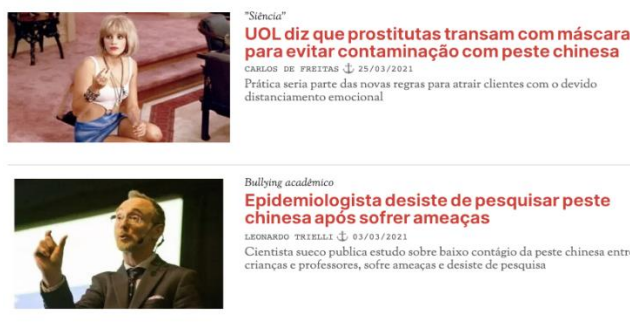 "Siência"
UOL diz que prostitutas transam com máscara
para evitar contaminação com peste chinesa
CARLOS DE FREITAS 25/03/2021
Prática seria parte das novas regras para atrair clientes com o devido
distanciamento emocional
Bullying acadêmico
Epidemiologista desiste de pesquisar peste
chinesa após sofrer ameaças
LEONARDO TRIELLI 03/03/2021
Cientista sueco publica estudo sobre baixo contágio da peste chinesa entr
crianças e professores, sofre ameaças e desiste de pesquisa